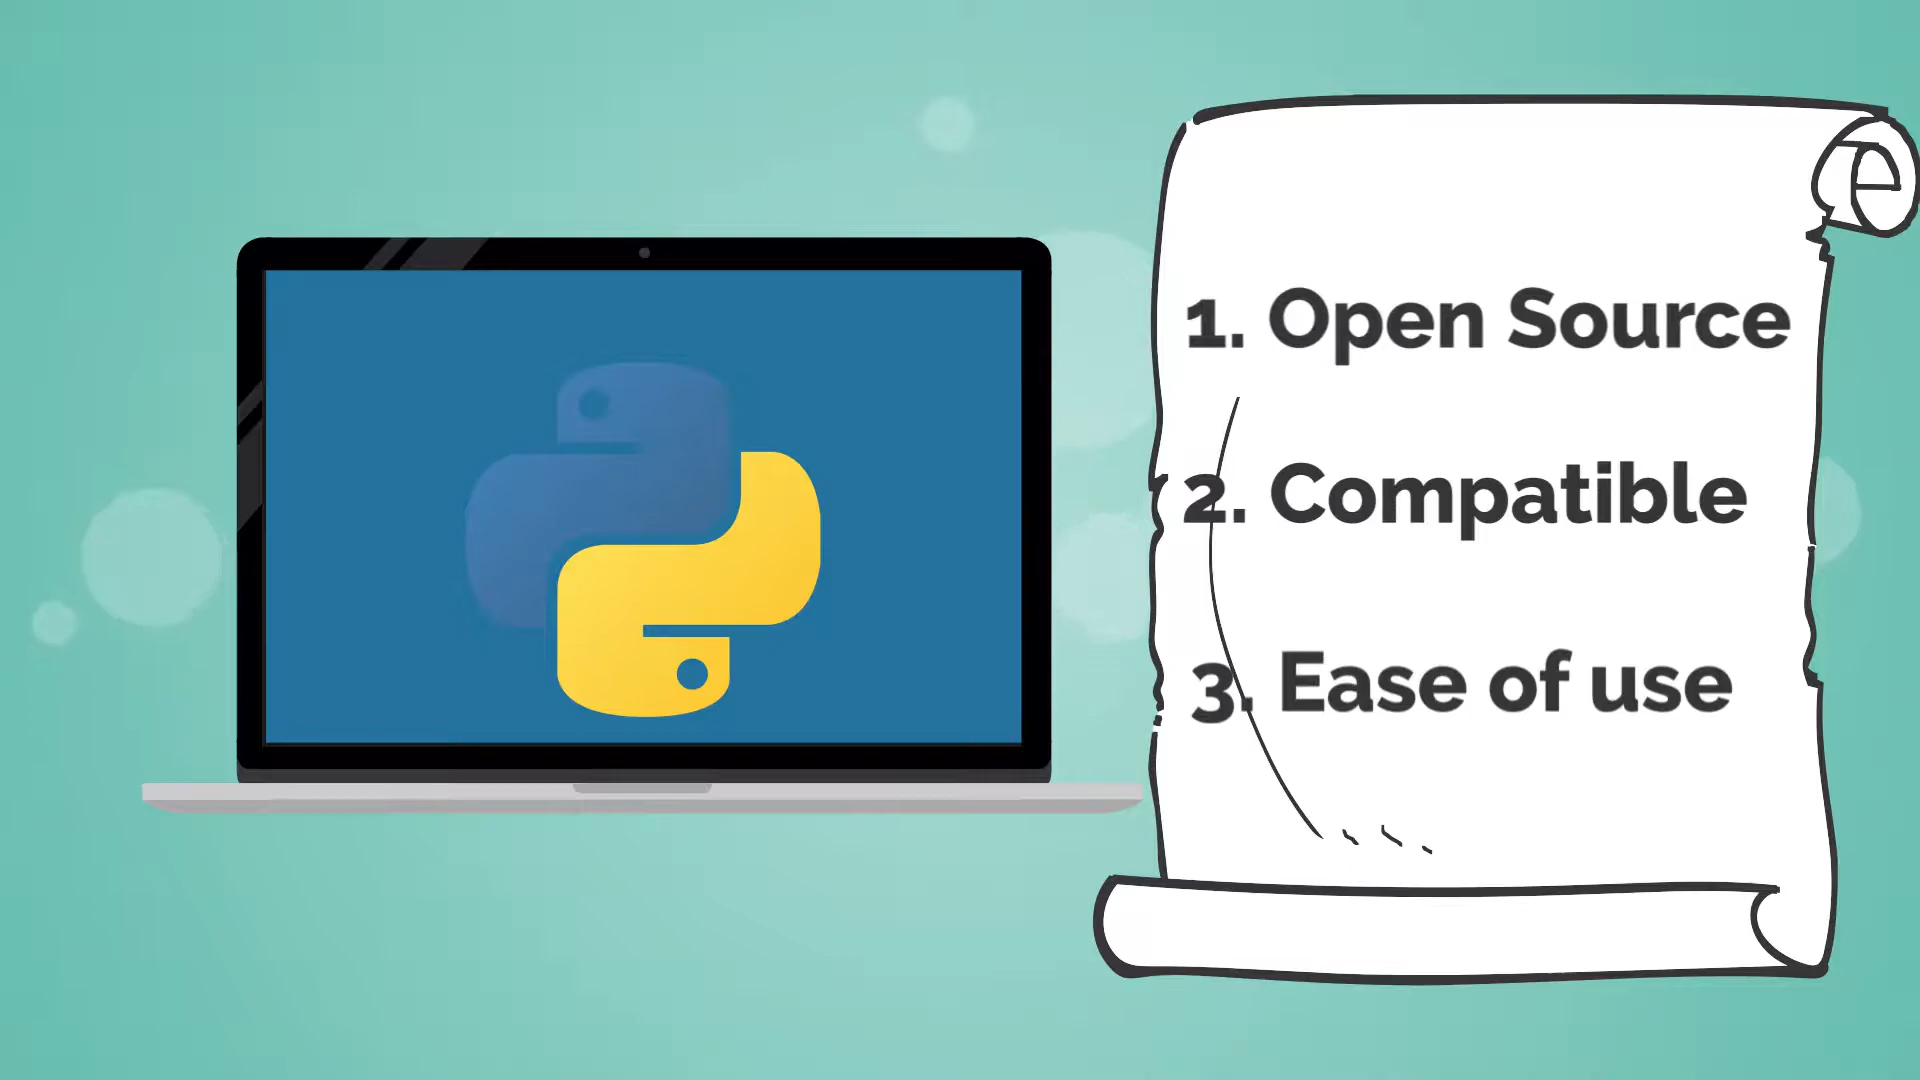 1. Open Source
2. Compatible
3. Ease of use